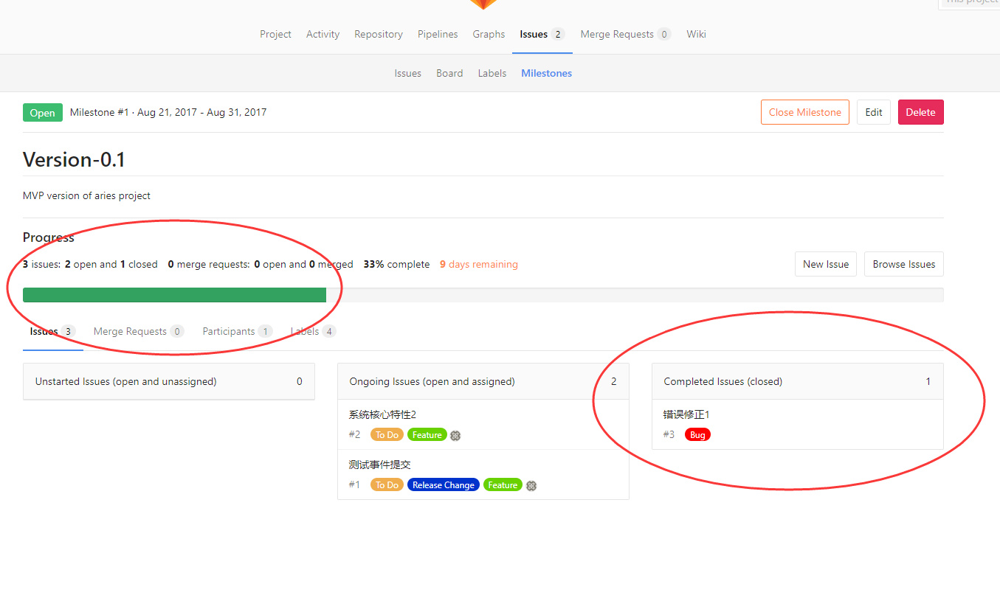 This project
Project Activity Repository Pipelines Graphs Issues 2 Merge Requests 0 Wiki
Issues Board Labels Milestones
Open Milestone #1 · Aug 21, 2017 - Aug 31, 2017 Close Milestone Edit Delete
Version-0.1
MVP version of aries project
Progress
3 issues: 2 open and 1 closed 0 merge requests: 0 open and 0 merged 33% complete 9 days remaining New Issue Browse Issues
Issues 3 Merge Requests 0 Participants 1 Labels 4
Unstarted Issues (open and unassigned) 0
Ongoing Issues (open and assigned) 2
系统核心特性2
#2 To Do Feature
测试事件提交
#1 To Do Release Change Feature
Completed Issues (closed) 1
错误修正1
#3 Bug